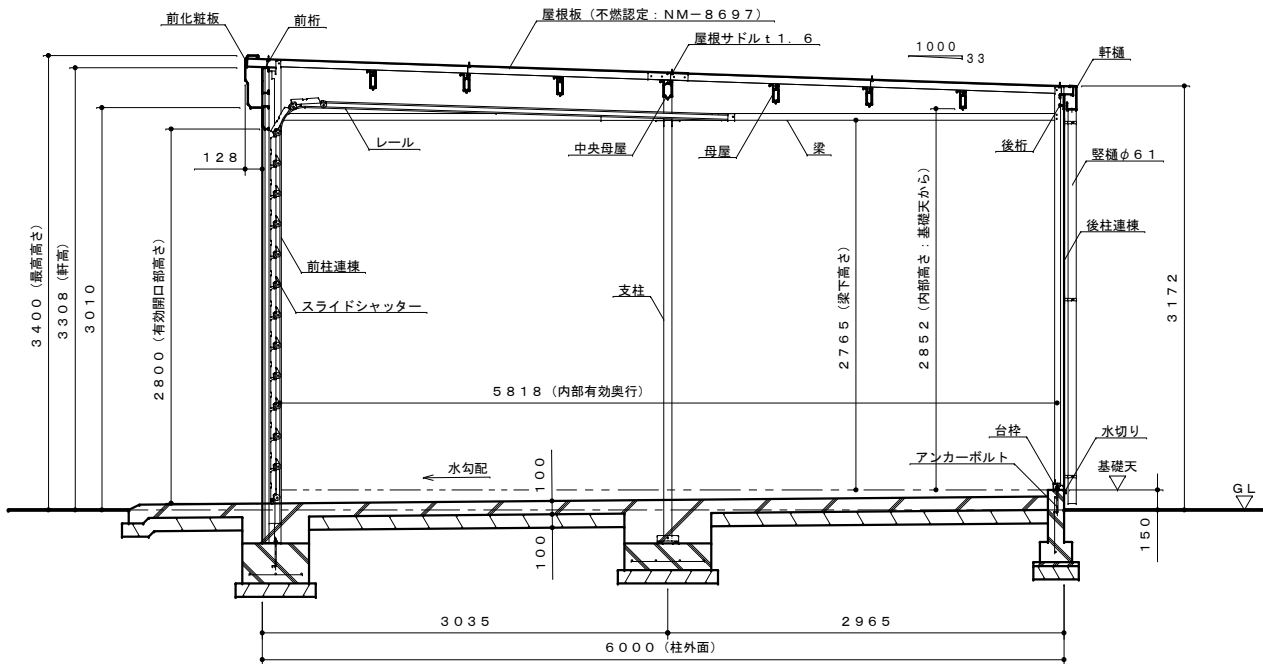 前化粧板
前桁
屋根板（不燃認定：NM－8697）
屋根サドルｔ１．６
1000
33
軒樋
レール
中央母屋
母屋
梁
後桁
竪樋φ61
128
3400（最高高さ）
3308（軒高）
3010
2800（有効開口部高さ）
前柱連棟
スライドシャッター
支柱
2765（梁下高さ）
2852（内部高さ：基礎天から）
後柱連棟
3172
5818（内部有効奥行）
台枠
水切り
アンカーボルト
基礎天
水勾配
100
GL
150
100
3035
2965
6000（柱外面）